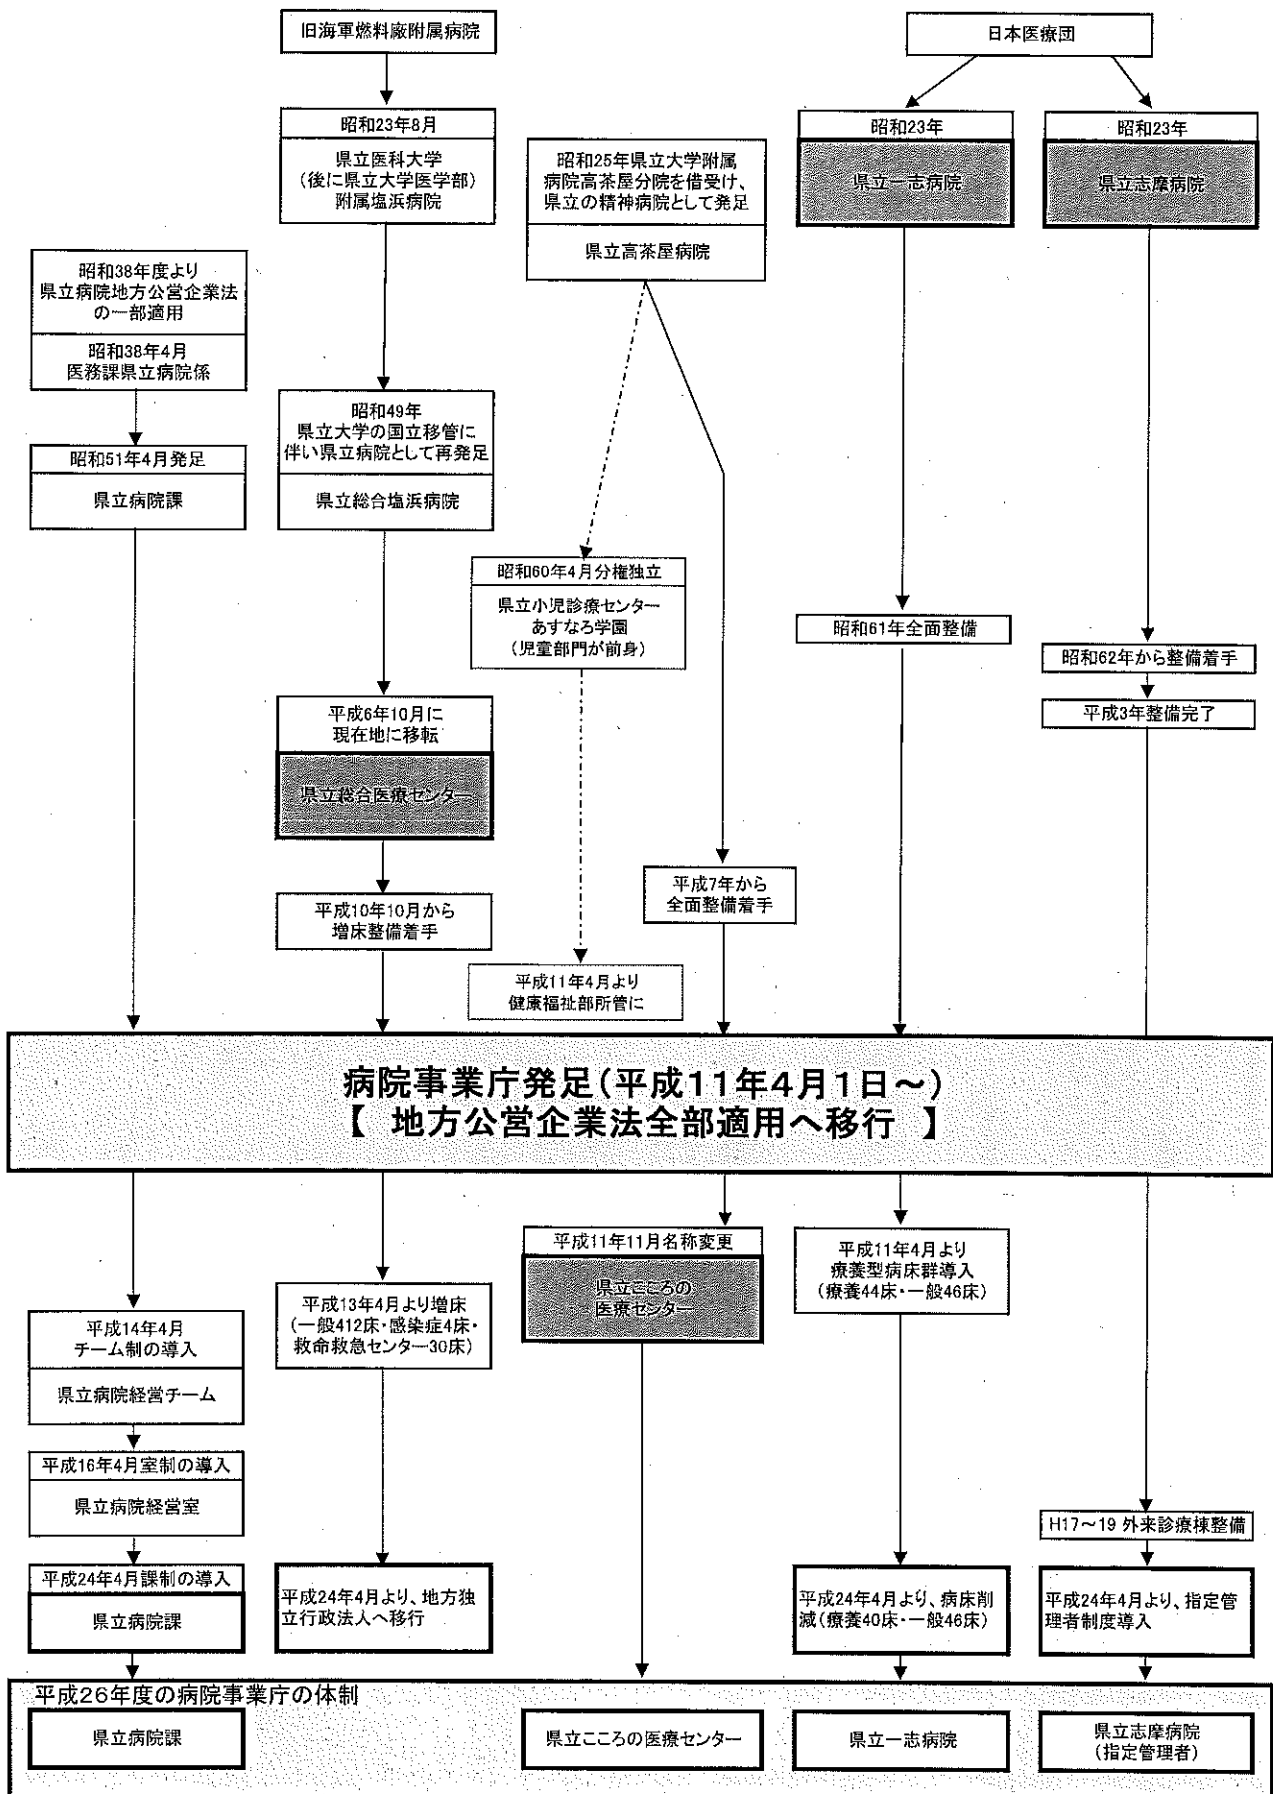 旧海軍燃料廠附属病院
日本医療団
昭和23年8月
県立医科大学
(後に県立大学医学部)
附属塩浜病院
昭和25年県立大学附属
病院高茶屋分院を借受け、
県立の精神病院として発足
県立高茶屋病院
昭和23年
県立一志病院
昭和23年
県立志摩病院
昭和38年度より
県立病院地方公営企業法
の一部適用
昭和38年4月
医務課県立病院係
昭和51年4月発足
県立病院課
昭和49年
県立大学の国立移管に
伴い県立病院として再発足
県立総合塩浜病院
昭和60年4月分権独立
県立小児診療センター
あすなろ学園
(児童部門が前身)
昭和61年全面整備
昭和62年から整備着手
平成3年整備完了
平成6年10月に
現在地に移転
県立総合医療センター
平成10年10月から
増床整備着手
平成7年から
全面整備着手
平成11年4月より
健康福祉部所管に
病院事業庁発足(平成11年4月1日～)
【 地方公営企業法全部適用へ移行 】
平成14年4月
チーム制の導入
県立病院経営チーム
平成16年4月室制の導入
県立病院経営室
平成24年4月課制の導入
県立病院課
平成13年4月より増床
(一般412床・感染症4床・
救命救急センター30床)
平成24年4月より、地方独
立行政法人へ移行
平成11年11月名称変更
県立こころの
医療センター
平成11年4月より
療養型病床群導入
(療養44床・一般46床)
平成24年4月より、病床削
減(療養40床・一般46床)
H17～19 外来診療棟整備
平成24年4月より、指定管
理者制度導入
平成26年度の病院事業庁の体制
県立病院課
県立こころの医療センター
県立一志病院
県立志摩病院
(指定管理者)